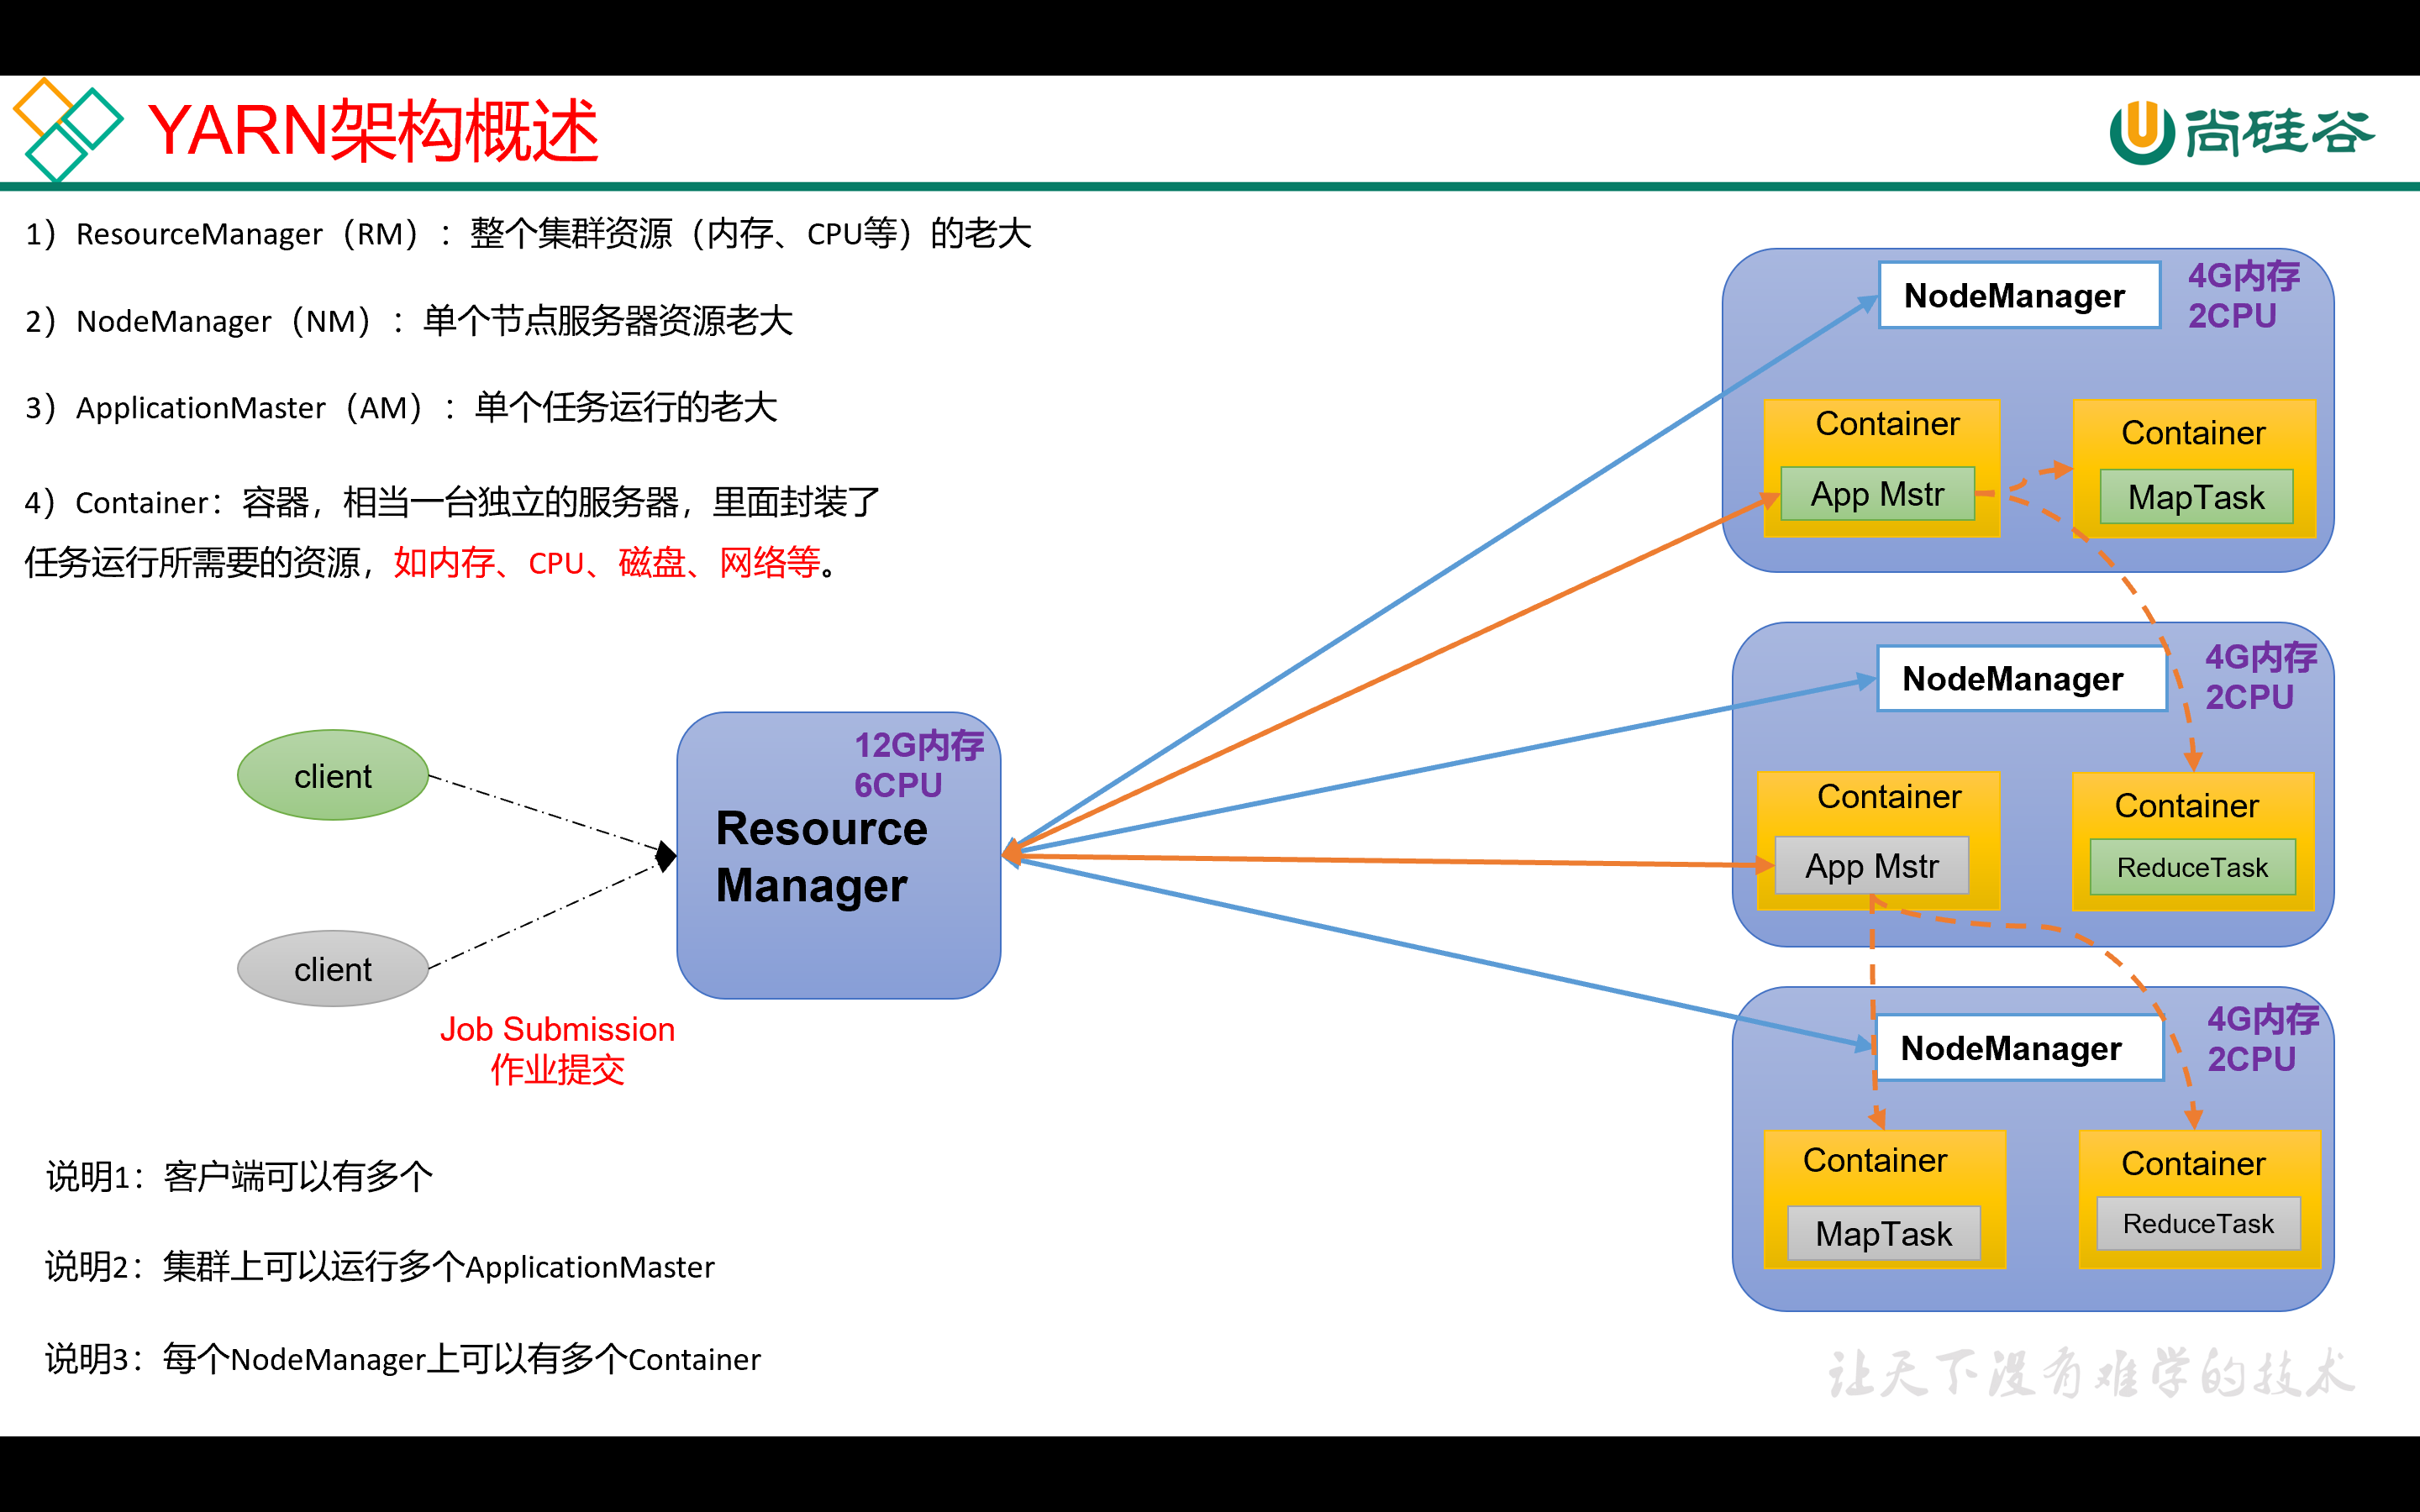 YARN架构概述
尚硅谷
1）ResourceManager（RM）：整个集群资源（内存、CPU等）的老大
2）NodeManager（NM）：单个节点服务器资源老大
3）ApplicationMaster（AM）：单个任务运行的老大
4）Container：容器，相当一台独立的服务器，里面封装了
任务运行所需要的资源，如内存、CPU、磁盘、网络等。
client
client
Job Submission
作业提交
12G内存
6CPU
Resource
Manager
NodeManager
4G内存
2CPU
Container
App Mstr
Container
MapTask
NodeManager
4G内存
2CPU
Container
App Mstr
Container
ReduceTask
NodeManager
4G内存
2CPU
Container
MapTask
Container
ReduceTask
说明1：客户端可以有多个
说明2：集群上可以运行多个ApplicationMaster
说明3：每个NodeManager上可以有多个Container
让天下没有难学的技术